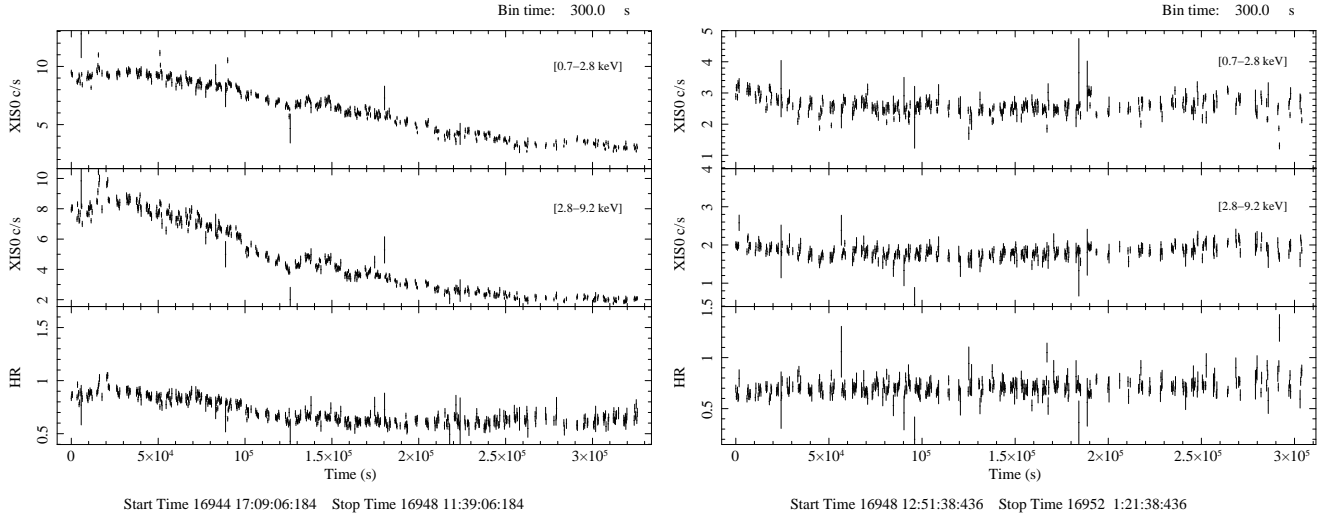 Bin time: 300.0 s
XIS0 c/s
10
5
[0.7–2.8 keV]
XIS0 c/s
10
8
6
4
2
[2.8–9.2 keV]
HR
1.5
1
0.5
0 5×10⁴ 10⁵ 1.5×10⁵ 2×10⁵ 2.5×10⁵ 3×10⁵
Time (s)
Start Time 16944 17:09:06:184 Stop Time 16948 11:39:06:184
Bin time: 300.0 s
XIS0 c/s
5
4
3
2
1
[0.7–2.8 keV]
XIS0 c/s
4
3
2
1
[2.8–9.2 keV]
HR
1.5
1
0.5
0 5×10⁴ 10⁵ 1.5×10⁵ 2×10⁵ 2.5×10⁵ 3×10⁵
Time (s)
Start Time 16948 12:51:38:436 Stop Time 16952 1:21:38:436